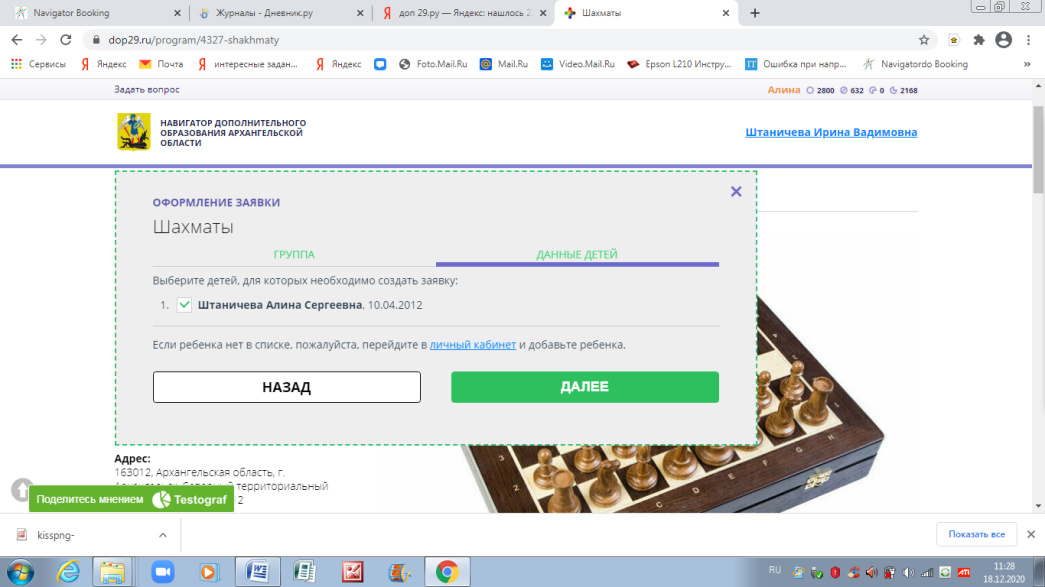 Navigator Booking
Журналы - Дневник.ру
доп 29.ру — Яндекс: нашлось 2
Шахматы
dop29.ru/program/4327-shakhmaty
Сервисы Яндекс Почта интересные задан... Яндекс Foto.Mail.Ru Mail.Ru Video.Mail.Ru Epson L210 Инстру... Ошибка при напр... Navigatordo Booking »
Задать вопрос
Алина 2800 632 0 2168
НАВИГАТОР ДОПОЛНИТЕЛЬНОГО
ОБРАЗОВАНИЯ АРХАНГЕЛЬСКОЙ
ОБЛАСТИ
Штаничева Ирина Вадимовна
ОФОРМЛЕНИЕ ЗАЯВКИ
Шахматы
ГРУППА ДАННЫЕ ДЕТЕЙ
Выберите детей, для которых необходимо создать заявку:
1. Штаничева Алина Сергеевна, 10.04.2012
Если ребенка нет в списке, пожалуйста, перейдите в личный кабинет и добавьте ребенка.
НАЗАД ДАЛЕЕ
Адрес:
163012, Архангельская область, г.
территориальный
2
Поделитесь мнением Testograf
kisspng-
Показать все
RU
11:28
18.12.2020